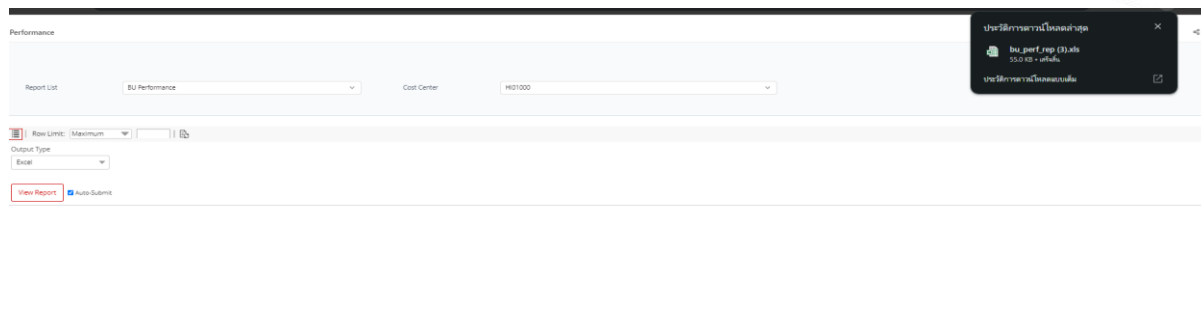 Performance
ประวัติการดาวน์โหลดล่าสุด
bu_perf_rep (3).xls
55.0 KB • เสร็จสิ้น
ประวัติการดาวน์โหลดแบบเต็ม
Report List BU Performance Cost Center HI01000
Row Limit: Maximum
Output Type
Excel
View Report Auto-Submit